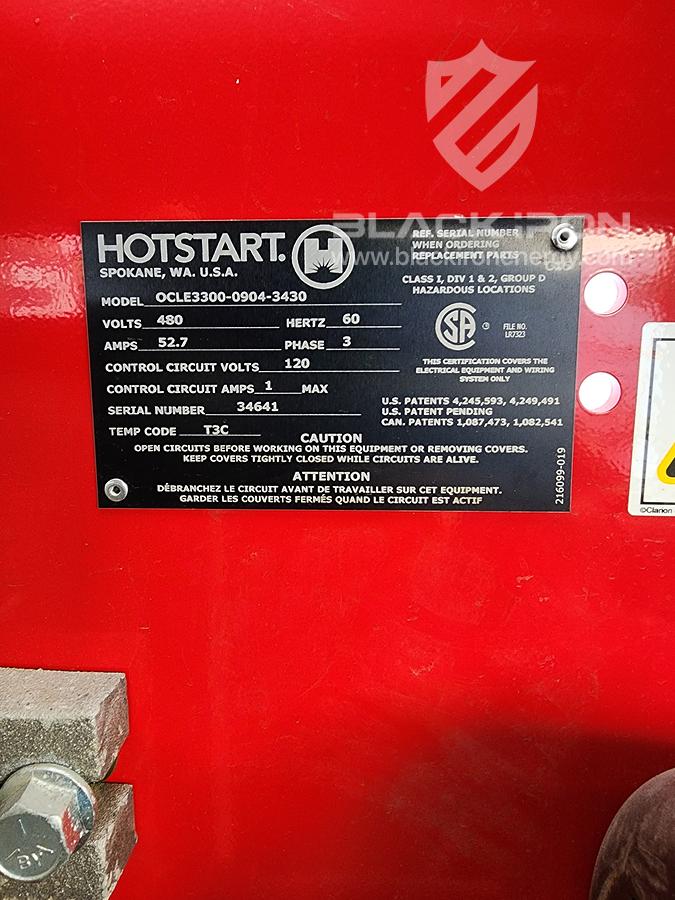 BLACK IRON
www.blackironenergy.com
HOTSTART. H
SPOKANE, WA. U.S.A.
REF. SERIAL NUMBER
WHEN ORDERING
REPLACEMENT PARTS
CLASS I, DIV 1 & 2, GROUP D
HAZARDOUS LOCATIONS
MODEL OCLE3300-0904-3430
VOLTS 480 HERTZ 60
AMPS 52.7 PHASE 3
CONTROL CIRCUIT VOLTS 120
CONTROL CIRCUIT AMPS 1 MAX
SERIAL NUMBER 34641
TEMP CODE T3C
CSA ® FILE NO.
LR7323
THIS CERTIFICATION COVERS THE
ELECTRICAL EQUIPMENT AND WIRING
SYSTEM ONLY
U.S. PATENTS 4,245,593, 4,249,491
U.S. PATENT PENDING
CAN. PATENTS 1,087,473, 1,082,541
CAUTION
OPEN CIRCUITS BEFORE WORKING ON THIS EQUIPMENT OR REMOVING COVERS.
KEEP COVERS TIGHTLY CLOSED WHILE CIRCUITS ARE ALIVE.
ATTENTION
DÉBRANCHEZ LE CIRCUIT AVANT DE TRAVAILLER SUR CET EQUIPMENT.
GARDER LES COUVERTS FERMÉS QUAND LE CIRCUIT EST ACTIF
216099-019
©Clarion